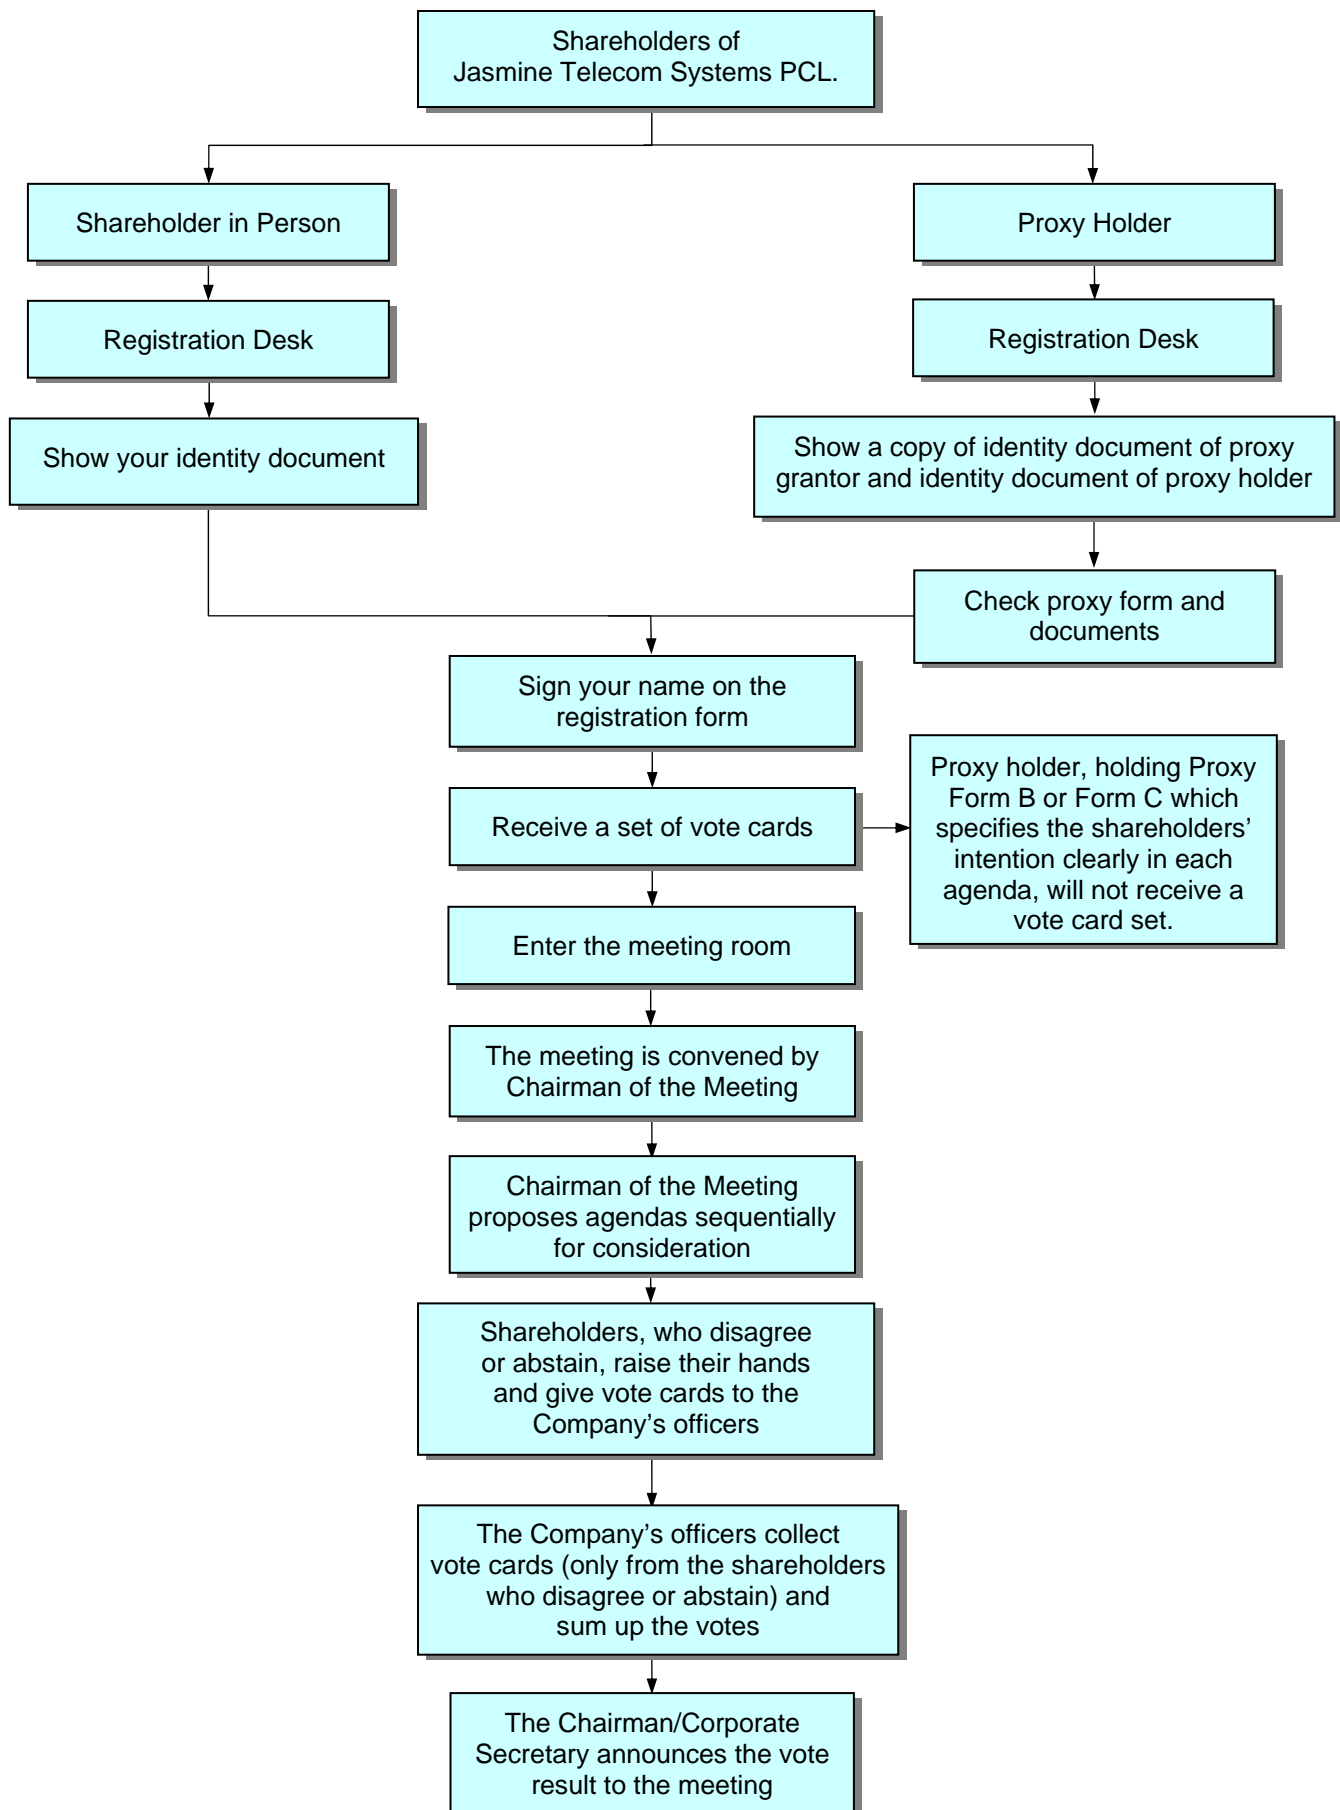 Shareholders of
Jasmine Telecom Systems PCL.
Shareholder in Person
Proxy Holder
Registration Desk
Registration Desk
Show your identity document
Show a copy of identity document of proxy
grantor and identity document of proxy holder
Check proxy form and
documents
Sign your name on the
registration form
Receive a set of vote cards
Proxy holder, holding Proxy
Form B or Form C which
specifies the shareholders’
intention clearly in each
agenda, will not receive a
vote card set.
Enter the meeting room
The meeting is convened by
Chairman of the Meeting
Chairman of the Meeting
proposes agendas sequentially
for consideration
Shareholders, who disagree
or abstain, raise their hands
and give vote cards to the
Company’s officers
The Company’s officers collect
vote cards (only from the shareholders
who disagree or abstain) and
sum up the votes
The Chairman/Corporate
Secretary announces the vote
result to the meeting